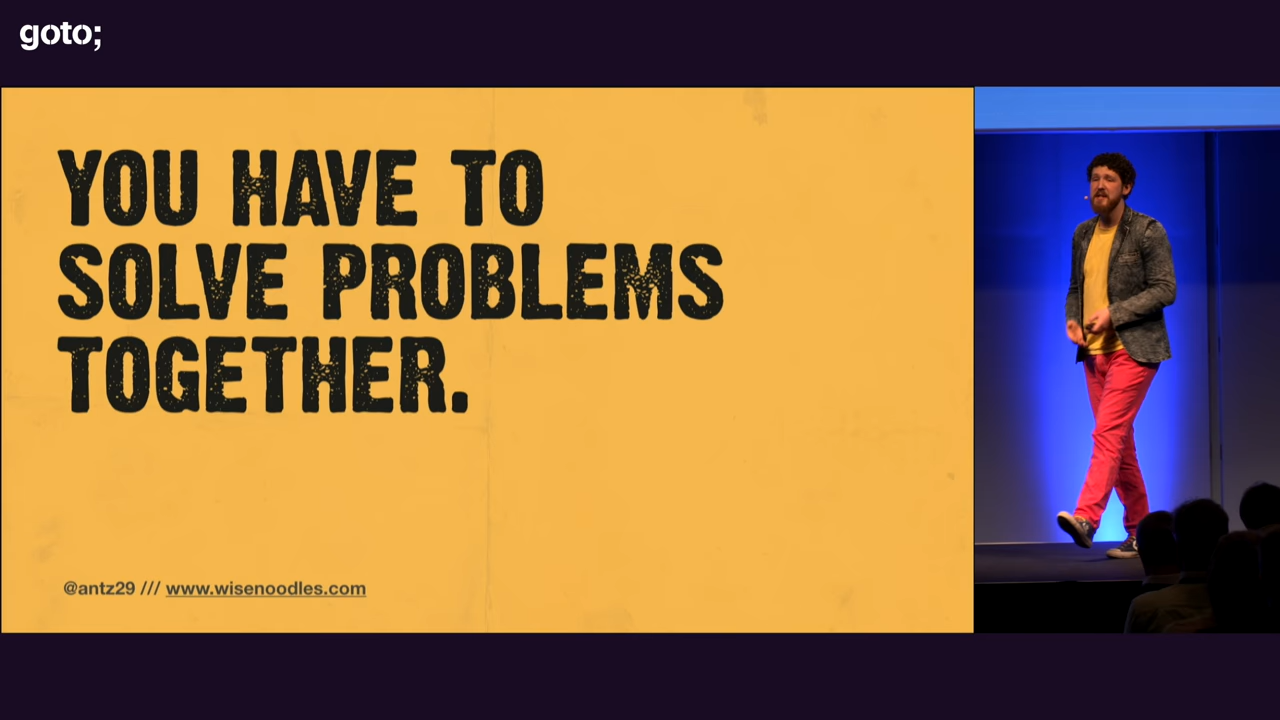 goto;
YOU HAVE TO
SOLVE PROBLEMS
TOGETHER.
@antz29 /// www.wisenoodles.com